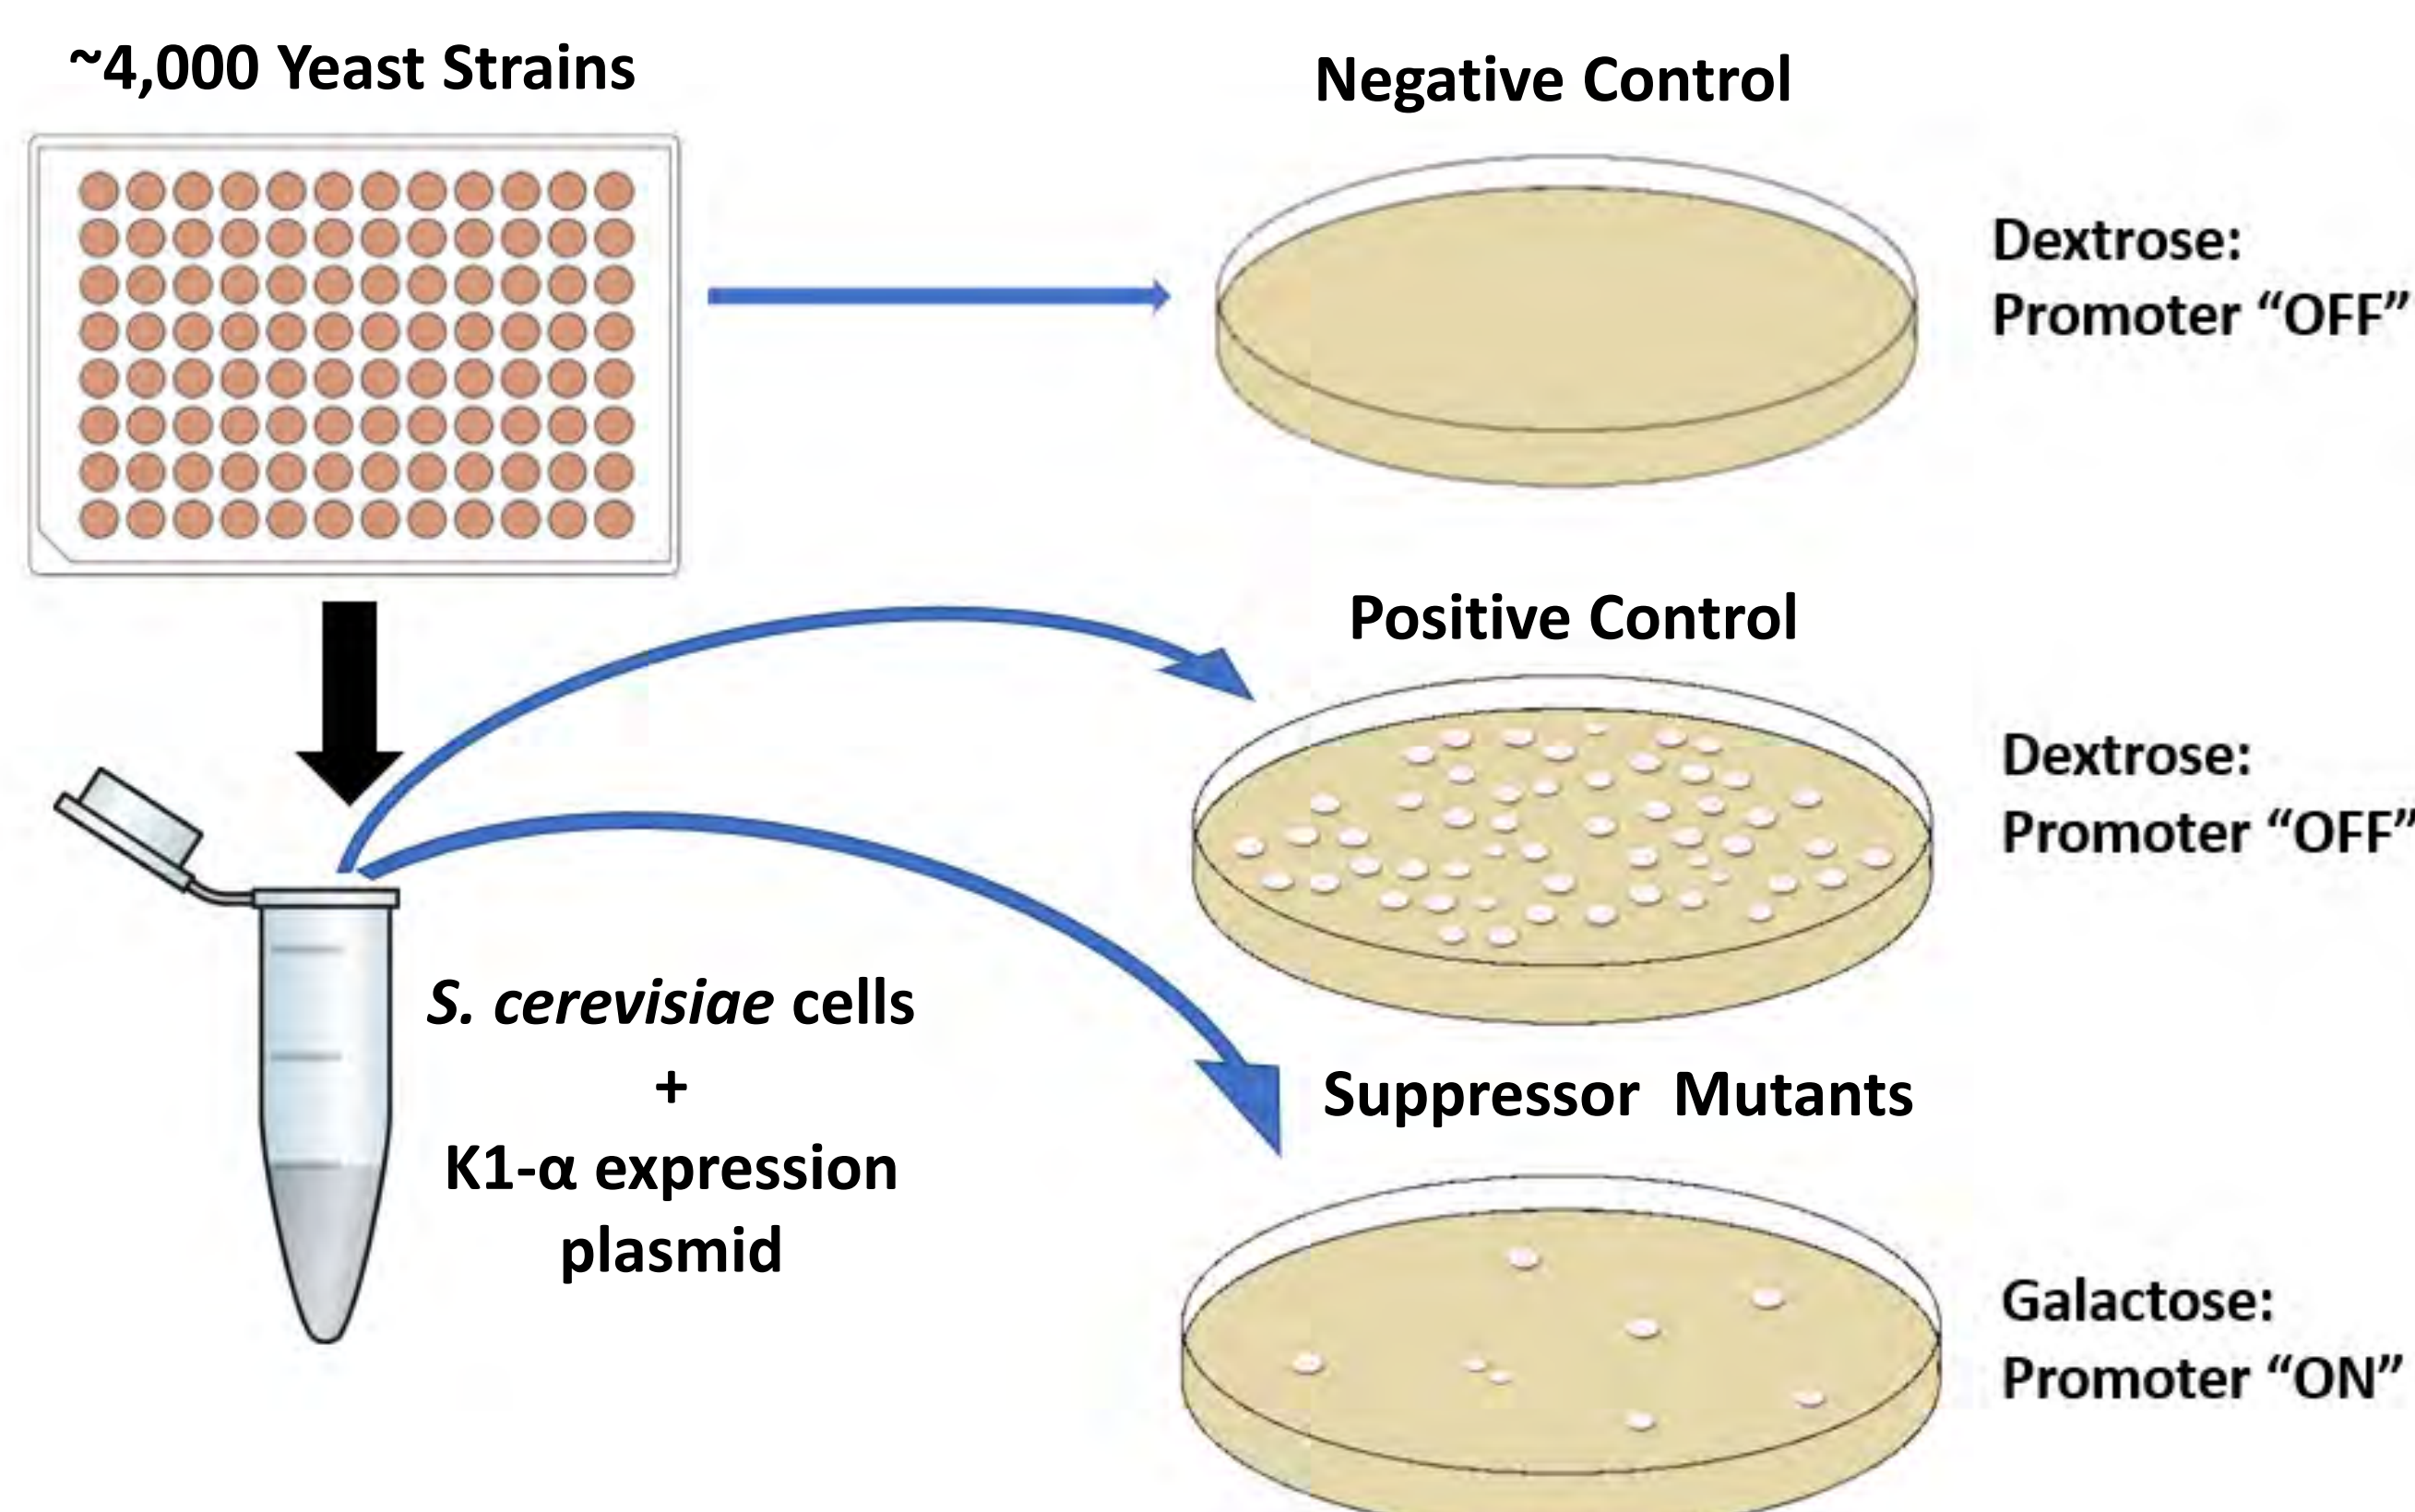 ~4,000 Yeast Strains
Negative Control
Dextrose:
Promoter “OFF”
Positive Control
Dextrose:
Promoter “OFF”
S. cerevisiae cells
+
K1-α expression
plasmid
Suppressor  Mutants
Galactose:
Promoter “ON”